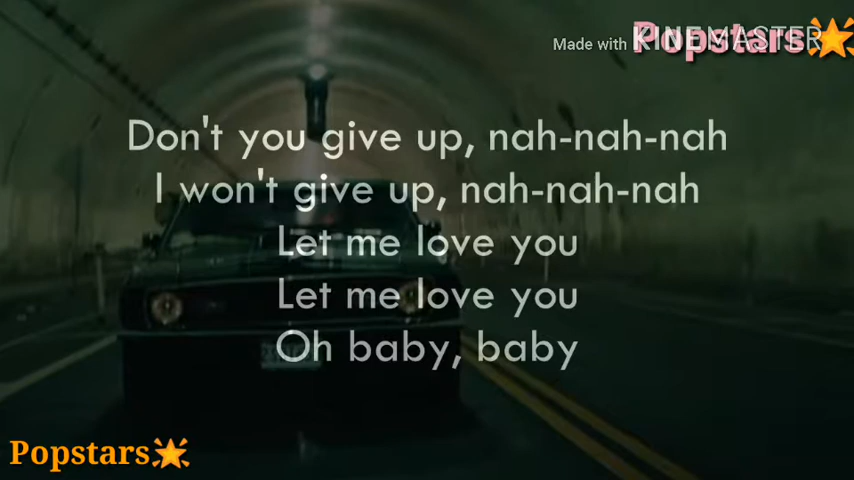 Made with KINEMASTER
Popstars🌟
Don't you give up, nah-nah-nah
I won't give up, nah-nah-nah
Let me love you
Let me love you
Oh baby, baby
Popstars🌟